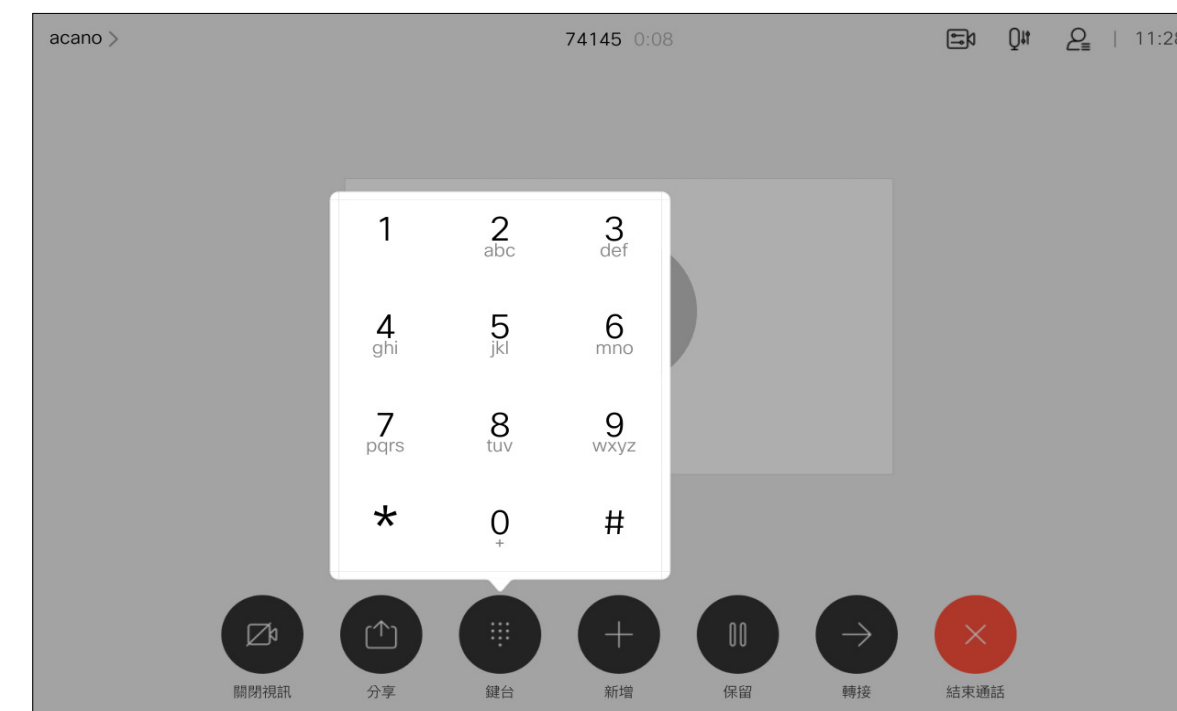 acano >
74145 0:08
11:28
1 2 3
abc def
4 5 6
ghi jkl mno
7 8 9
pqrs tuv wxyz
* 0 #
+
關閉視訊 分享 鍵台 新增 保留 轉接 結束通話